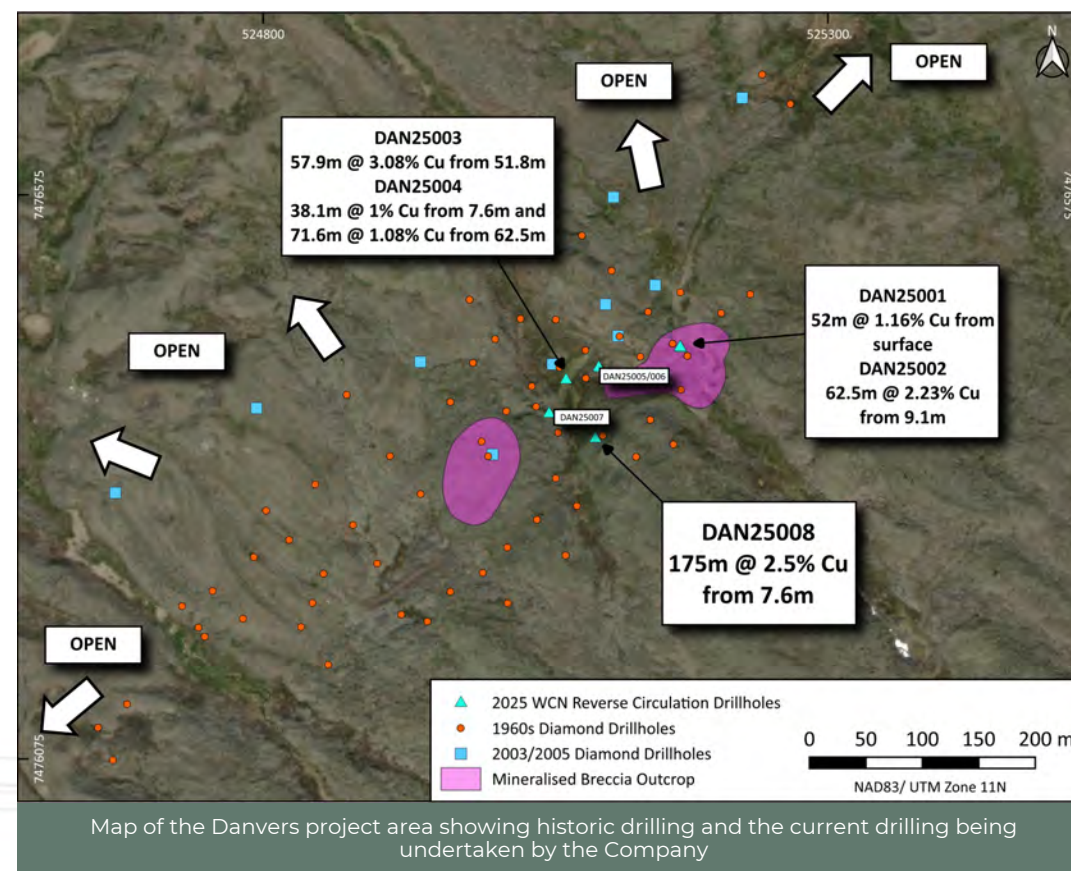 524800
525300
N
OPEN
OPEN
DAN25003
57.9m @ 3.08% Cu from 51.8m
DAN25004
38.1m @ 1% Cu from 7.6m and
71.6m @ 1.08% Cu from 62.5m
7476575
7476575
DAN25001
52m @ 1.16% Cu from
surface
DAN25002
62.5m @ 2.23% Cu
from 9.1m
OPEN
DAN25005/006
DAN25007
DAN25008
175m @ 2.5% Cu
from 7.6m
OPEN
7476075
2025 WCN Reverse Circulation Drillholes
1960s Diamond Drillholes
2003/2005 Diamond Drillholes
Mineralised Breccia Outcrop
0 50 100 150 200 m
NAD83/ UTM Zone 11N
Map of the Danvers project area showing historic drilling and the current drilling being
undertaken by the Company